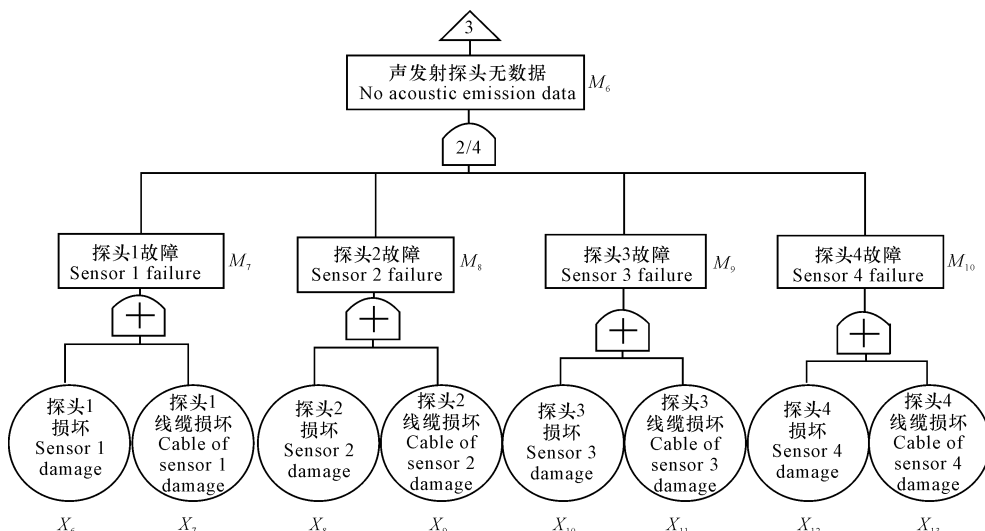 3
声发射探头无数据
No acoustic emission data
M6
2/4
探头1故障
Sensor 1 failure
M7
探头2故障
Sensor 2 failure
M8
探头3故障
Sensor 3 failure
M9
探头4故障
Sensor 4 failure
M10
探头1
损坏
Sensor 1
damage
探头1
线缆损坏
Cable of
sensor 1
damage
探头2
损坏
Sensor 2
damage
探头2
线缆损坏
Cable of
sensor 2
damage
探头3
损坏
Sensor 3
damage
探头3
线缆损坏
Cable of
sensor 3
damage
探头4
损坏
Sensor 4
damage
探头4
线缆损坏
Cable of
sensor 4
damage
X6
X7
X8
X9
X10
X11
X12
X13